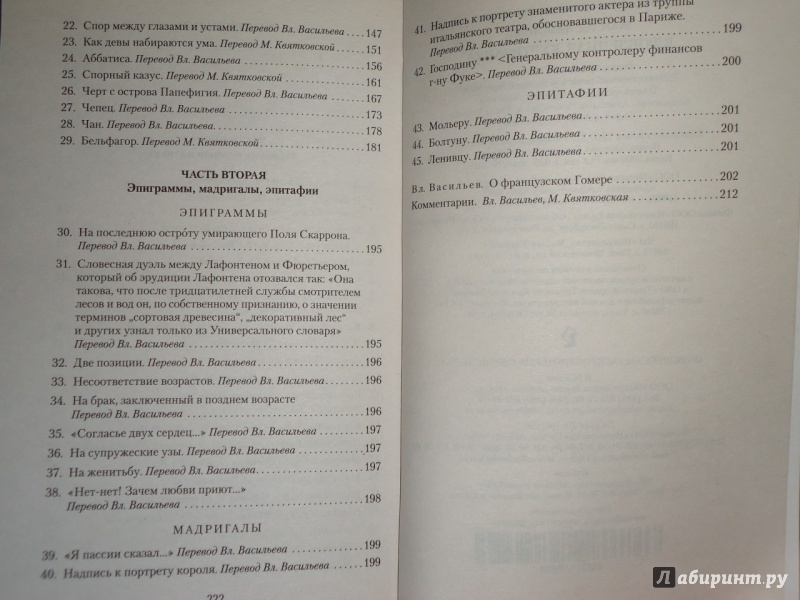 22. Спор между глазами и устами. Перевод Вл. Васильева . . . . 147
23. Как девы набираются ума. Перевод М. Квятковской . . . . . 151
24. Аббатиса. Перевод Вл. Васильева . . . . . 156
25. Спорный казус. Перевод М. Квятковской . . . . . 161
26. Черт с острова Папефигия. Перевод Вл. Васильева . . . . . 167
27. Чепец. Перевод Вл. Васильева . . . . . 173
28. Чан. Перевод Вл. Васильева. . . . . 178
29. Бельфагор. Перевод М. Квятковской . . . . . 181
ЧАСТЬ ВТОРАЯ
Эпиграммы, мадригалы, эпитафии
ЭПИГРАММЫ
30. На последнюю остро́ту умирающего Поля Скаррона.
Перевод Вл. Васильева . . . . . 195
31. Словесная дуэль между Лафонтеном и Фюретьером,
который об эрудиции Лафонтена отозвался так: «Она
такова, что после тридцатилетней службы смотрителем
лесов и вод он, по собственному признанию, о значении
терминов „сортовая древесина“, „декоративный лес“
и других узнал только из Универсального словаря»
Перевод Вл. Васильева . . . . . 195
32. Две позиции. Перевод Вл. Васильева . . . . . 196
33. Несоответствие возрастов. Перевод Вл. Васильева . . . . . 196
34. На брак, заключенный в позднем возрасте
Перевод Вл. Васильева . . . . . 196
35. «Согласье двух сердец...» Перевод Вл. Васильева . . . . . 197
36. На супружеские узы. Перевод Вл. Васильева . . . . . 197
37. На женитьбу. Перевод Вл. Васильева . . . . . 197
38. «Нет-нет! Зачем любви приют...»
Перевод Вл. Васильева . . . . . 198
МАДРИГАЛЫ
39. «Я пассии сказал...» Перевод Вл. Васильева . . . . . 199
40. Надпись к портрету короля. Перевод Вл. Васильева . . . . . 199
222
41. Надпись к портрету знаменитого актера из труппы
итальянского театра, обосновавшегося в Париже.
Перевод Вл. Васильева . . . . . 199
42. Господину *** <Генеральному контролеру финансов
г-ну Фуке>. Перевод Вл. Васильева . . . . . 200
ЭПИТАФИИ
43. Мольеру. Перевод Вл. Васильева . . . . . 201
44. Болтуну. Перевод Вл. Васильева . . . . . 201
45. Ленивцу. Перевод Вл. Васильева . . . . . 201
Вл. Васильев. О французском Гомере . . . . . 202
Комментарии. Вл. Васильев, М. Квятковская . . . . . 212
Лабиринт.ру